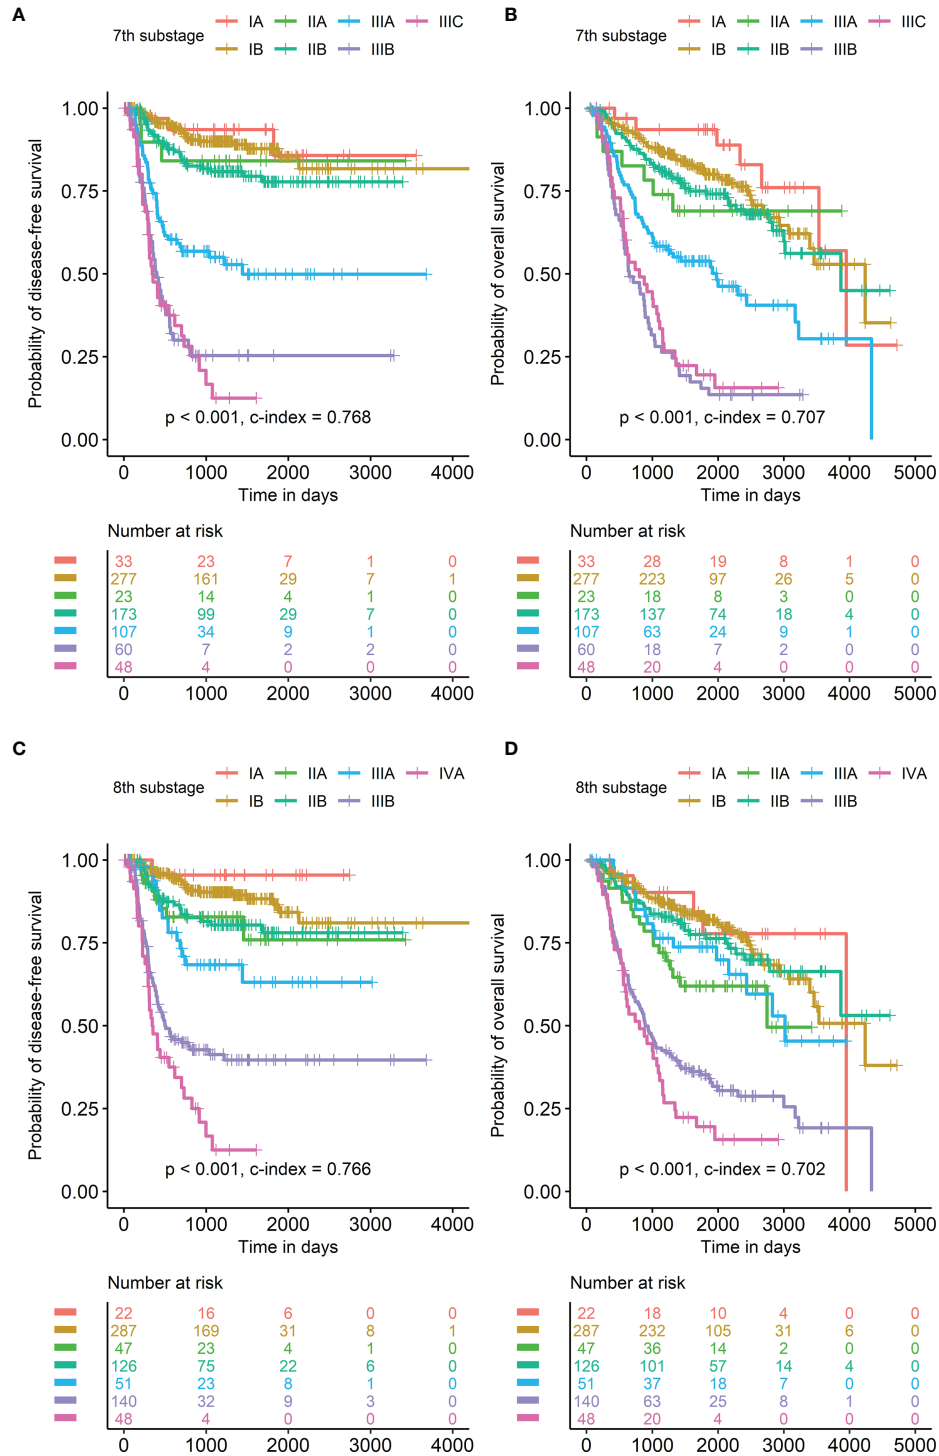 A
7th substage
IA IIA IIIA IIIC
IB IIB IIIB
Probability of disease-free survival
1.00
0.75
0.50
0.25
0.00
p < 0.001, c-index = 0.768
0 1000 2000 3000 4000
Time in days
Number at risk
33 23 7 1 0
277 161 29 7 1
23 14 4 1 0
173 99 29 7 0
107 34 9 1 0
60 7 2 2 0
48 4 0 0 0
0 1000 2000 3000 4000
B
7th substage
IA IIA IIIA IIIC
IB IIB IIIB
Probability of overall survival
1.00
0.75
0.50
0.25
0.00
p < 0.001, c-index = 0.707
0 1000 2000 3000 4000 5000
Time in days
Number at risk
33 28 19 8 1 0
277 223 97 26 5 0
23 18 8 3 0 0
173 137 74 18 4 0
107 63 24 9 1 0
60 18 7 2 0 0
48 20 4 0 0 0
0 1000 2000 3000 4000 5000
C
8th substage
IA IIA IIIA IVA
IB IIB IIIB
Probability of disease-free survival
1.00
0.75
0.50
0.25
0.00
p < 0.001, c-index = 0.766
0 1000 2000 3000 4000
Time in days
Number at risk
22 16 6 0 0
287 169 31 8 1
47 23 4 1 0
126 75 22 6 0
51 23 8 1 0
140 32 9 3 0
48 4 0 0 0
0 1000 2000 3000 4000
D
8th substage
IA IIA IIIA IVA
IB IIB IIIB
Probability of overall survival
1.00
0.75
0.50
0.25
0.00
p < 0.001, c-index = 0.702
0 1000 2000 3000 4000 5000
Time in days
Number at risk
22 18 10 4 0 0
287 232 105 31 6 0
47 36 14 2 0 0
126 101 57 14 4 0
51 37 18 7 0 0
140 63 25 8 1 0
48 20 4 0 0 0
0 1000 2000 3000 4000 5000